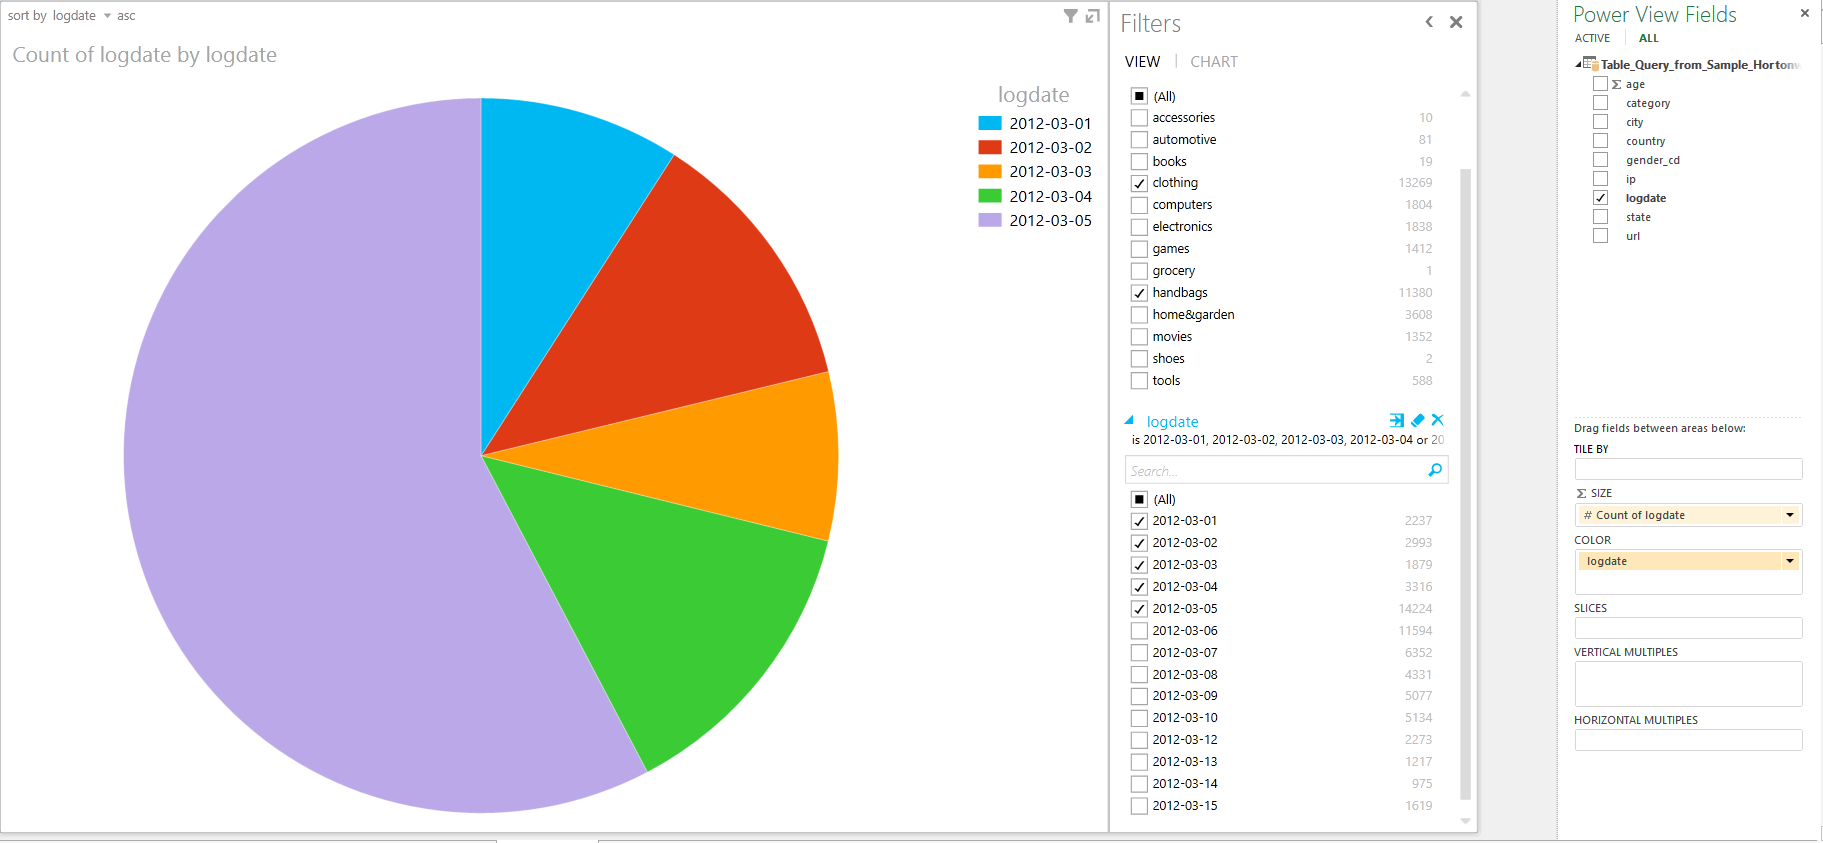 sort by logdate asc
Count of logdate by logdate
logdate
2012-03-01
2012-03-02
2012-03-03
2012-03-04
2012-03-05
Filters
VIEW | CHART
(All)
accessories 10
automotive 81
books 19
clothing 13269
computers 1804
electronics 1838
games 1412
grocery 1
handbags 11380
home&garden 3608
movies 1352
shoes 2
tools 588
logdate
is 2012-03-01, 2012-03-02, 2012-03-03, 2012-03-04 or 20
Search...
(All)
2012-03-01 2237
2012-03-02 2993
2012-03-03 1879
2012-03-04 3316
2012-03-05 14224
2012-03-06 11594
2012-03-07 6352
2012-03-08 4331
2012-03-09 5077
2012-03-10 5134
2012-03-12 2273
2012-03-13 1217
2012-03-14 975
2012-03-15 1619
Power View Fields
ACTIVE | ALL
Table_Query_from_Sample_Hortonw
Σ age
category
city
country
gender_cd
ip
logdate
state
url
Drag fields between areas below:
TILE BY
Σ SIZE
# Count of logdate
COLOR
logdate
SLICES
VERTICAL MULTIPLES
HORIZONTAL MULTIPLES